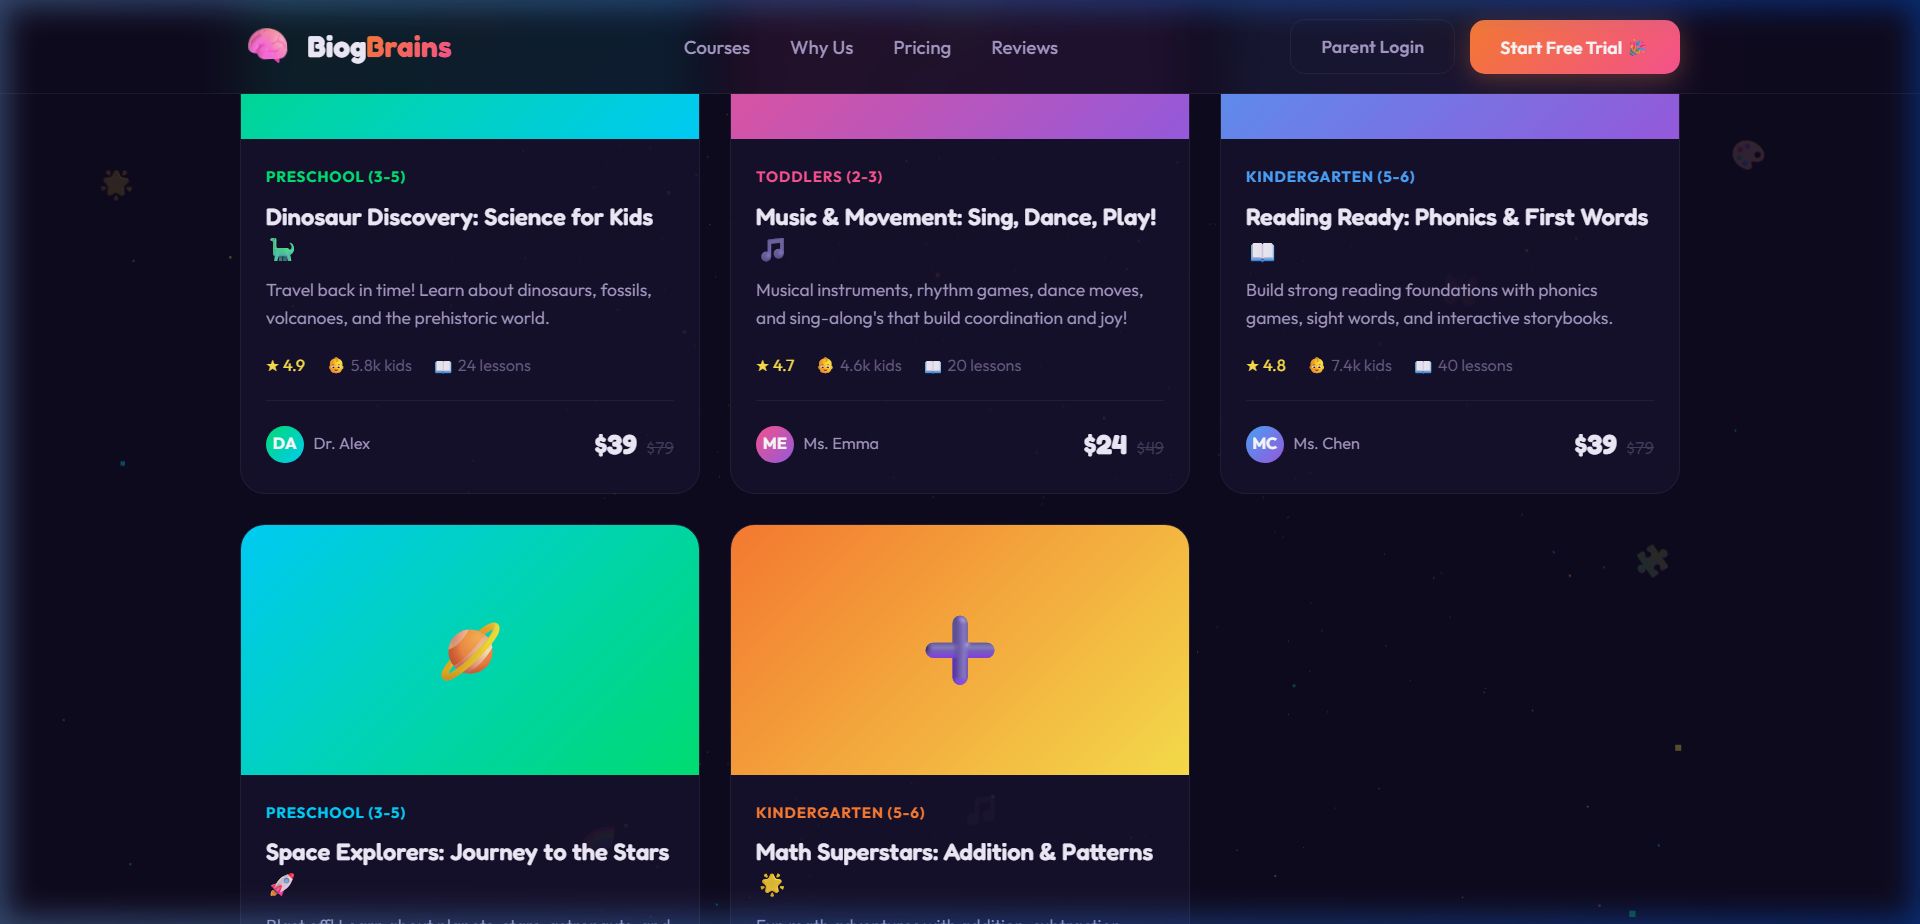 BiogBrains
Courses
Why Us
Pricing
Reviews
Parent Login
Start Free Trial 🎉
PRESCHOOL (3-5)
Dinosaur Discovery: Science for Kids
🦕
Travel back in time! Learn about dinosaurs, fossils,
volcanoes, and the prehistoric world.
★ 4.9 👶 5.8k kids 📖 24 lessons
DA Dr. Alex $39 $79
TODDLERS (2-3)
Music & Movement: Sing, Dance, Play!
🎵
Musical instruments, rhythm games, dance moves,
and sing-along's that build coordination and joy!
★ 4.7 👶 4.6k kids 📖 20 lessons
ME Ms. Emma $24 $49
KINDERGARTEN (5-6)
Reading Ready: Phonics & First Words
📖
Build strong reading foundations with phonics
games, sight words, and interactive storybooks.
★ 4.8 👶 7.4k kids 📖 40 lessons
MC Ms. Chen $39 $79
PRESCHOOL (3-5)
Space Explorers: Journey to the Stars
🚀
KINDERGARTEN (5-6)
Math Superstars: Addition & Patterns
🌟